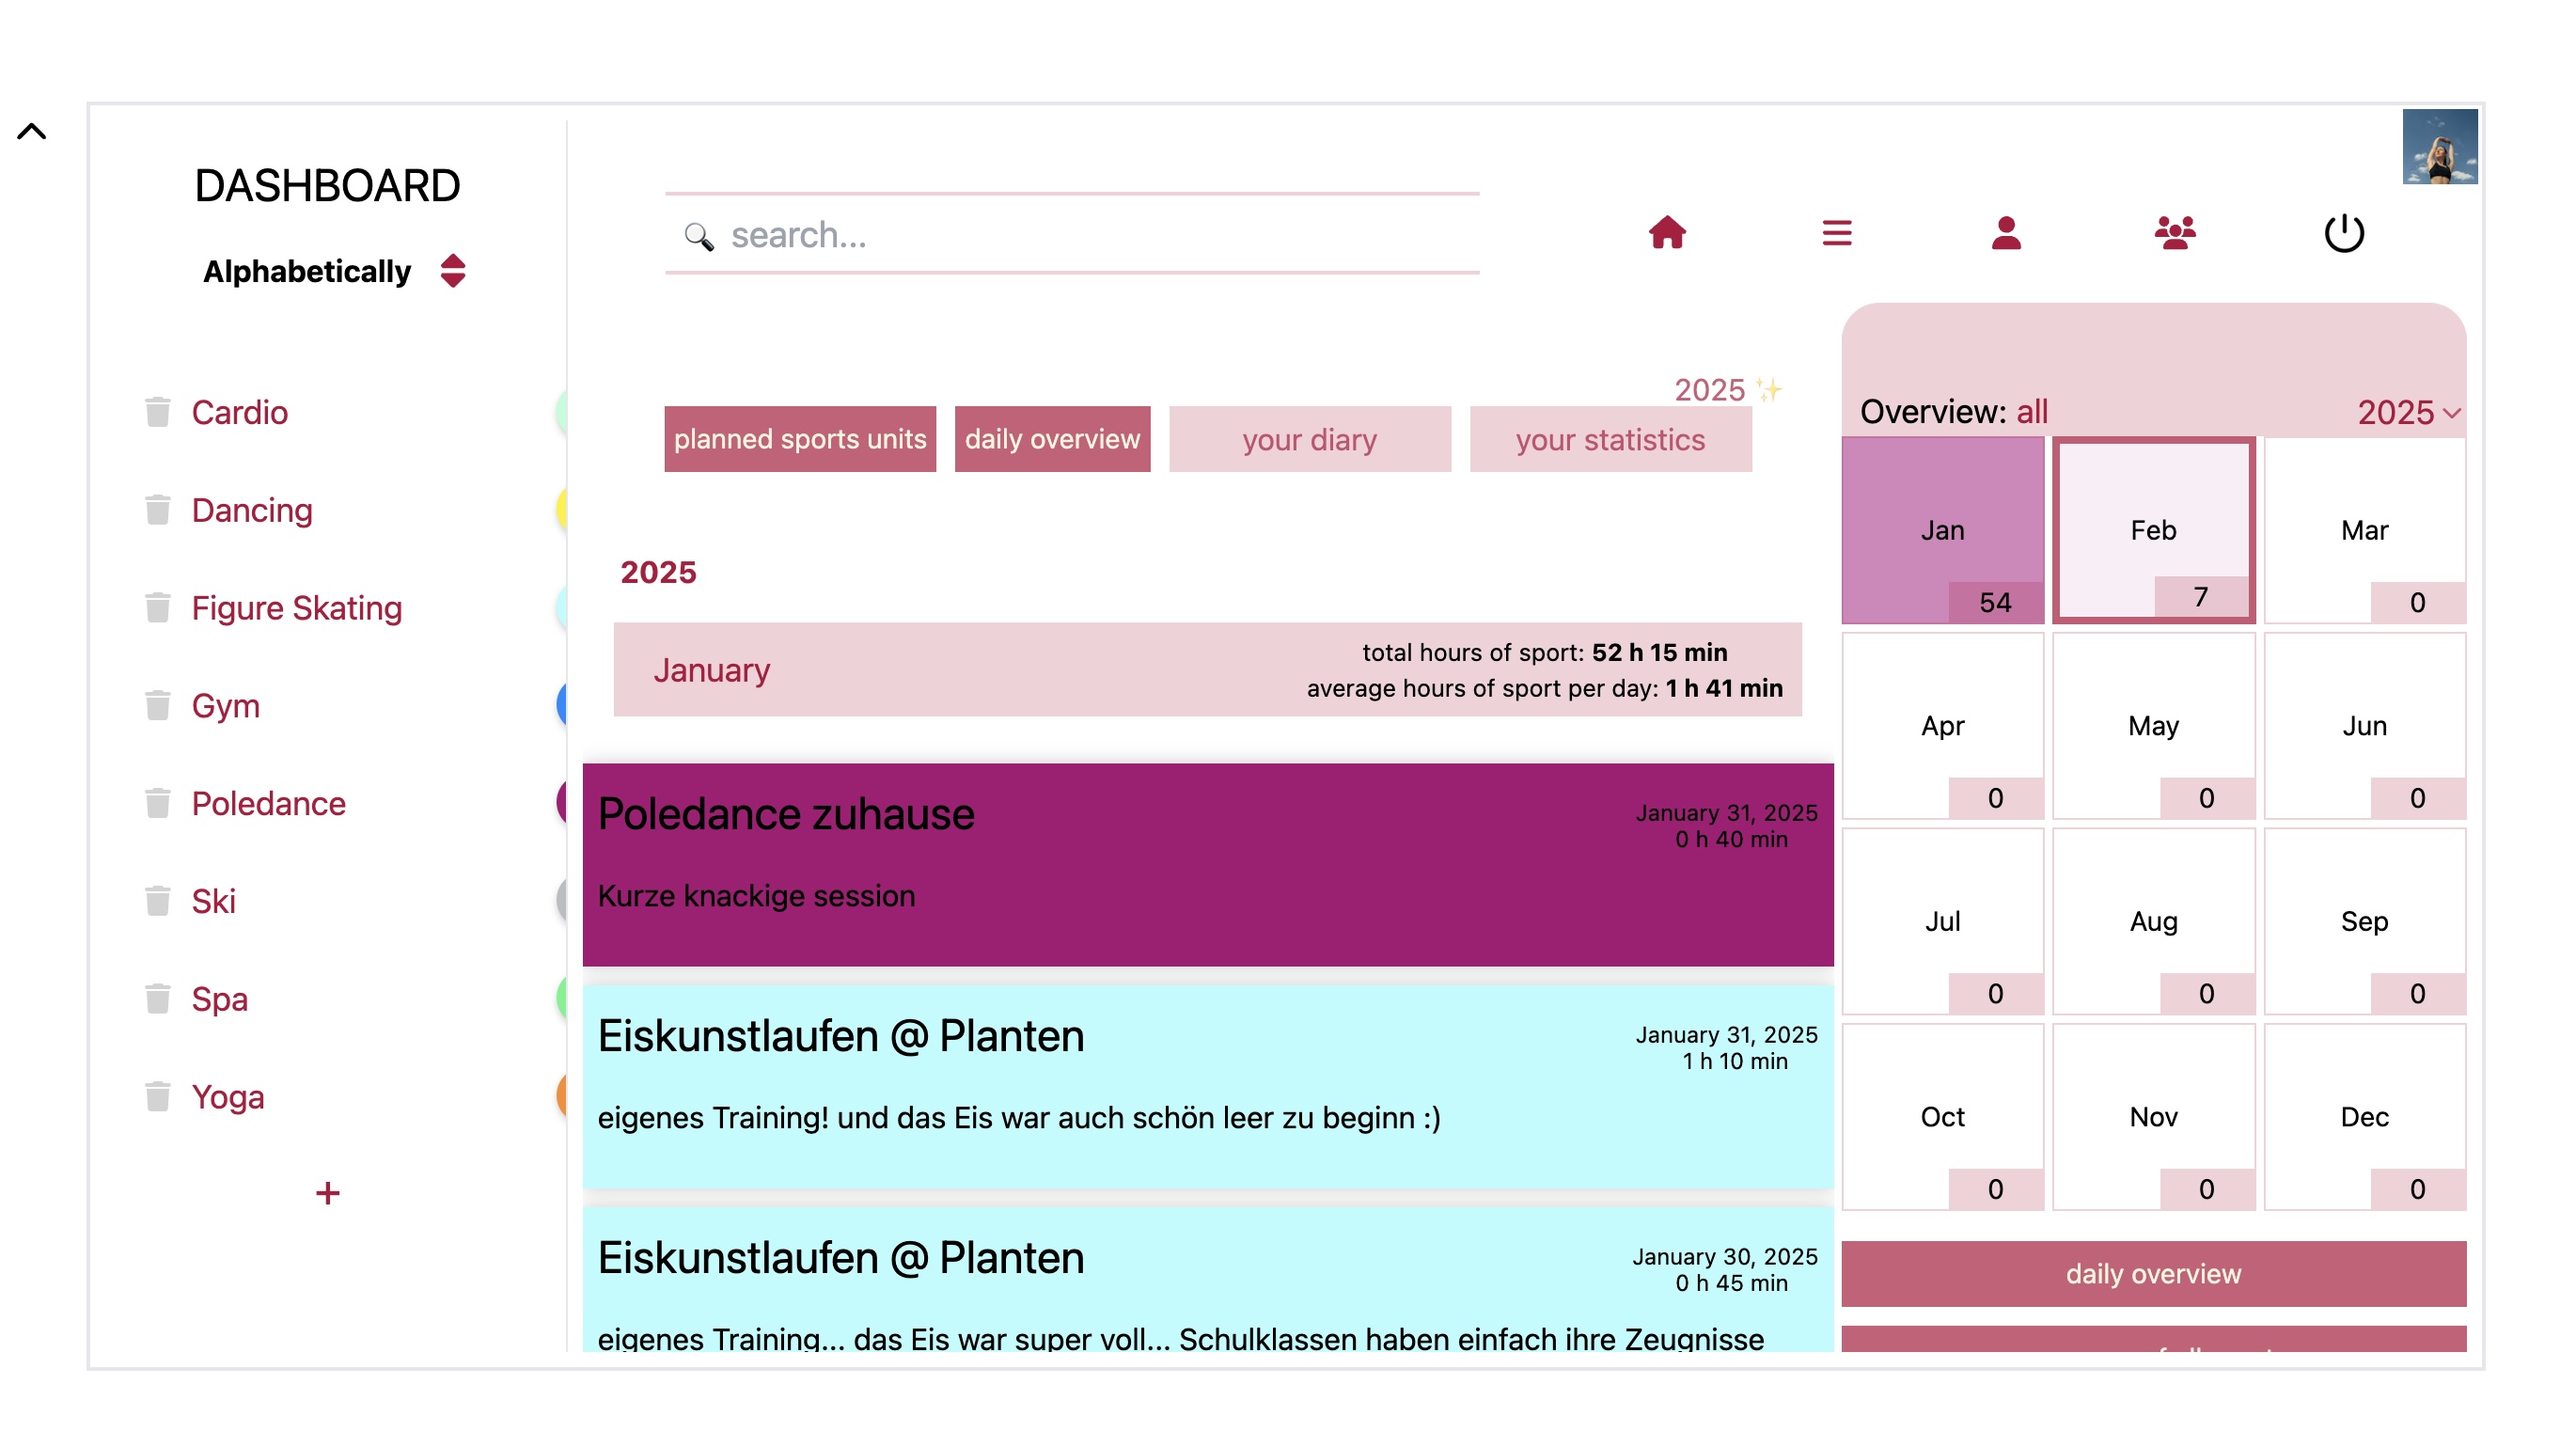 DASHBOARD
Alphabetically
Cardio
Dancing
Figure Skating
Gym
Poledance
Ski
Spa
Yoga
+
search...
2025 ✨
planned sports units
daily overview
your diary
your statistics
2025
January
total hours of sport: 52 h 15 min
average hours of sport per day: 1 h 41 min
Poledance zuhause
January 31, 2025
0 h 40 min
Kurze knackige session
Eiskunstlaufen @ Planten
January 31, 2025
1 h 10 min
eigenes Training! und das Eis war auch schön leer zu beginn :)
Eiskunstlaufen @ Planten
January 30, 2025
0 h 45 min
eigenes Training... das Eis war super voll... Schulklassen haben einfach ihre Zeugnisse
Overview: all
2025
Jan
54
Feb
7
Mar
0
Apr
0
May
0
Jun
0
Jul
0
Aug
0
Sep
0
Oct
0
Nov
0
Dec
0
daily overview